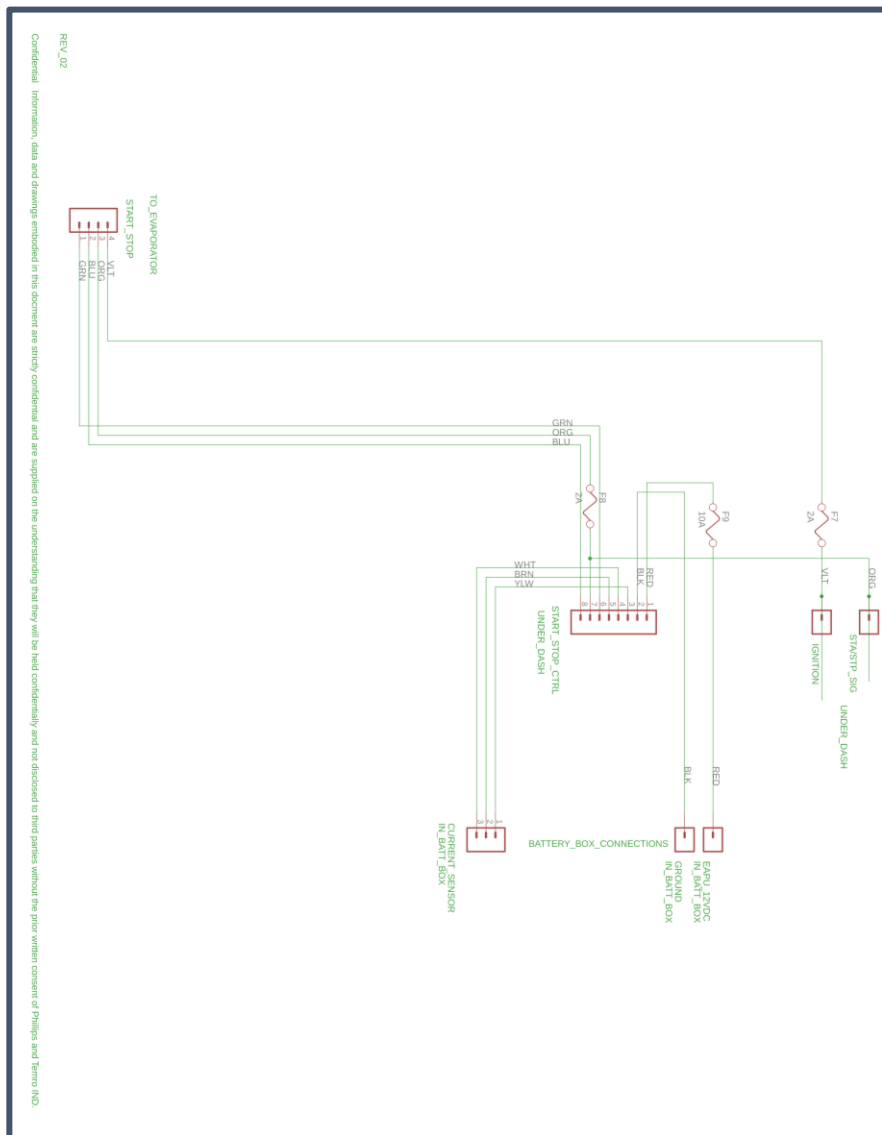 REV_02
Confidential Information, data and drawings embodied in this docment are strictly confidential and are supplied on the understanding that they will be held confidentially and not disclosed to third parties without the prior written consent of Phillips and Temro IND.
TO_EVAPORATOR
START_STOP
4
3
2
1
VLT
ORG
BLU
GRN
GRN
ORG
BLU
F8
2A
F9
10A
F7
2A
WHT
BRN
YLW
RED
BLK
VLT
ORG
1
2
3
4
5
6
7
8
START_STOP_CTRL
UNDER_DASH
IGNITION
STA/STP_SIG
UNDER_DASH
BLK
RED
1
2
3
CURRENT_SENSOR
IN_BATT_BOX
BATTERY_BOX_CONNECTIONS
GROUND
IN_BATT_BOX
EAPU_12VDC
IN_BATT_BOX